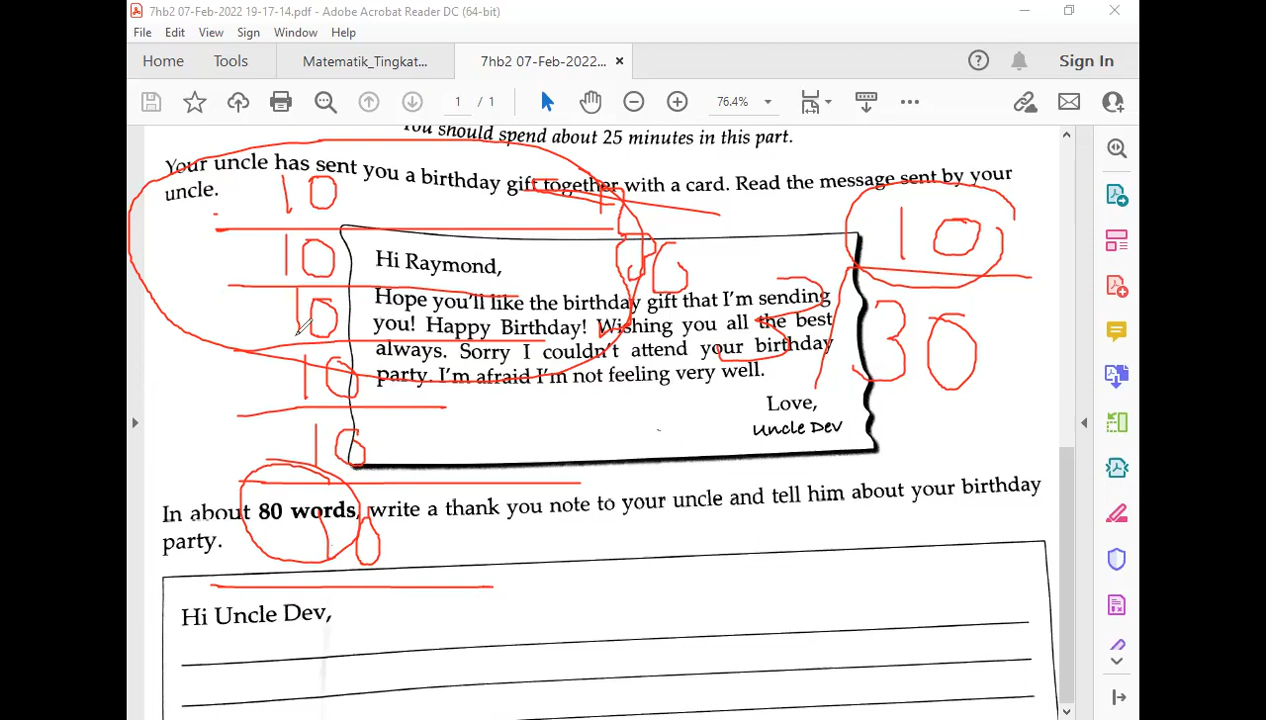 7hb2 07-Feb-2022 19-17-14.pdf - Adobe Acrobat Reader DC (64-bit)
File Edit View Sign Window Help
Home Tools Matematik_Tingkat... 7hb2 07-Feb-2022... × Sign In
1 / 1 76.4%
You should spend about 25 minutes in this part.
Your uncle has sent you a birthday gift together with a card. Read the message sent by your
uncle.
10
10
10
10
10
10
10
30
Hi Raymond,
Hope you'll like the birthday gift that I'm sending
you! Happy Birthday! Wishing you all the best
always. Sorry I couldn't attend your birthday
party. I'm afraid I'm not feeling very well.
Love,
Uncle Dev
In about 80 words, write a thank you note to your uncle and tell him about your birthday
party.
Hi Uncle Dev,